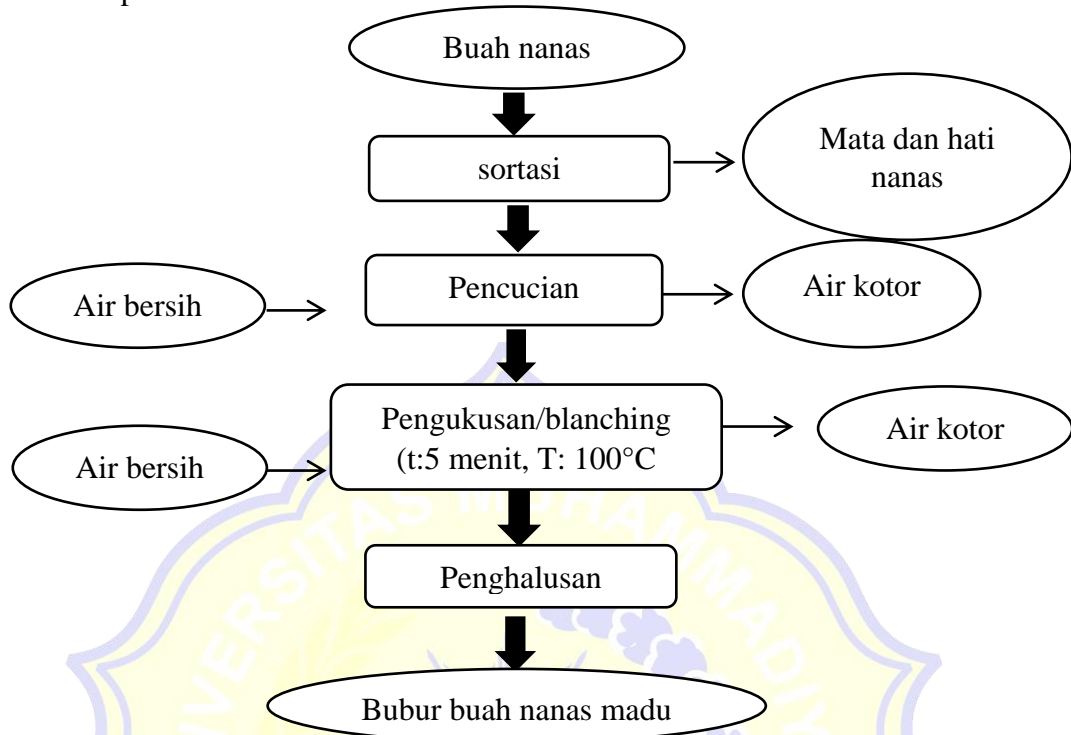 Buah nanas
sortasi
Mata dan hati
nanas
Air bersih
Pencucian
Air kotor
Air bersih
Pengukusan/blanching
(t:5 menit, T: 100°C
Air kotor
Penghalusan
Bubur buah nanas madu